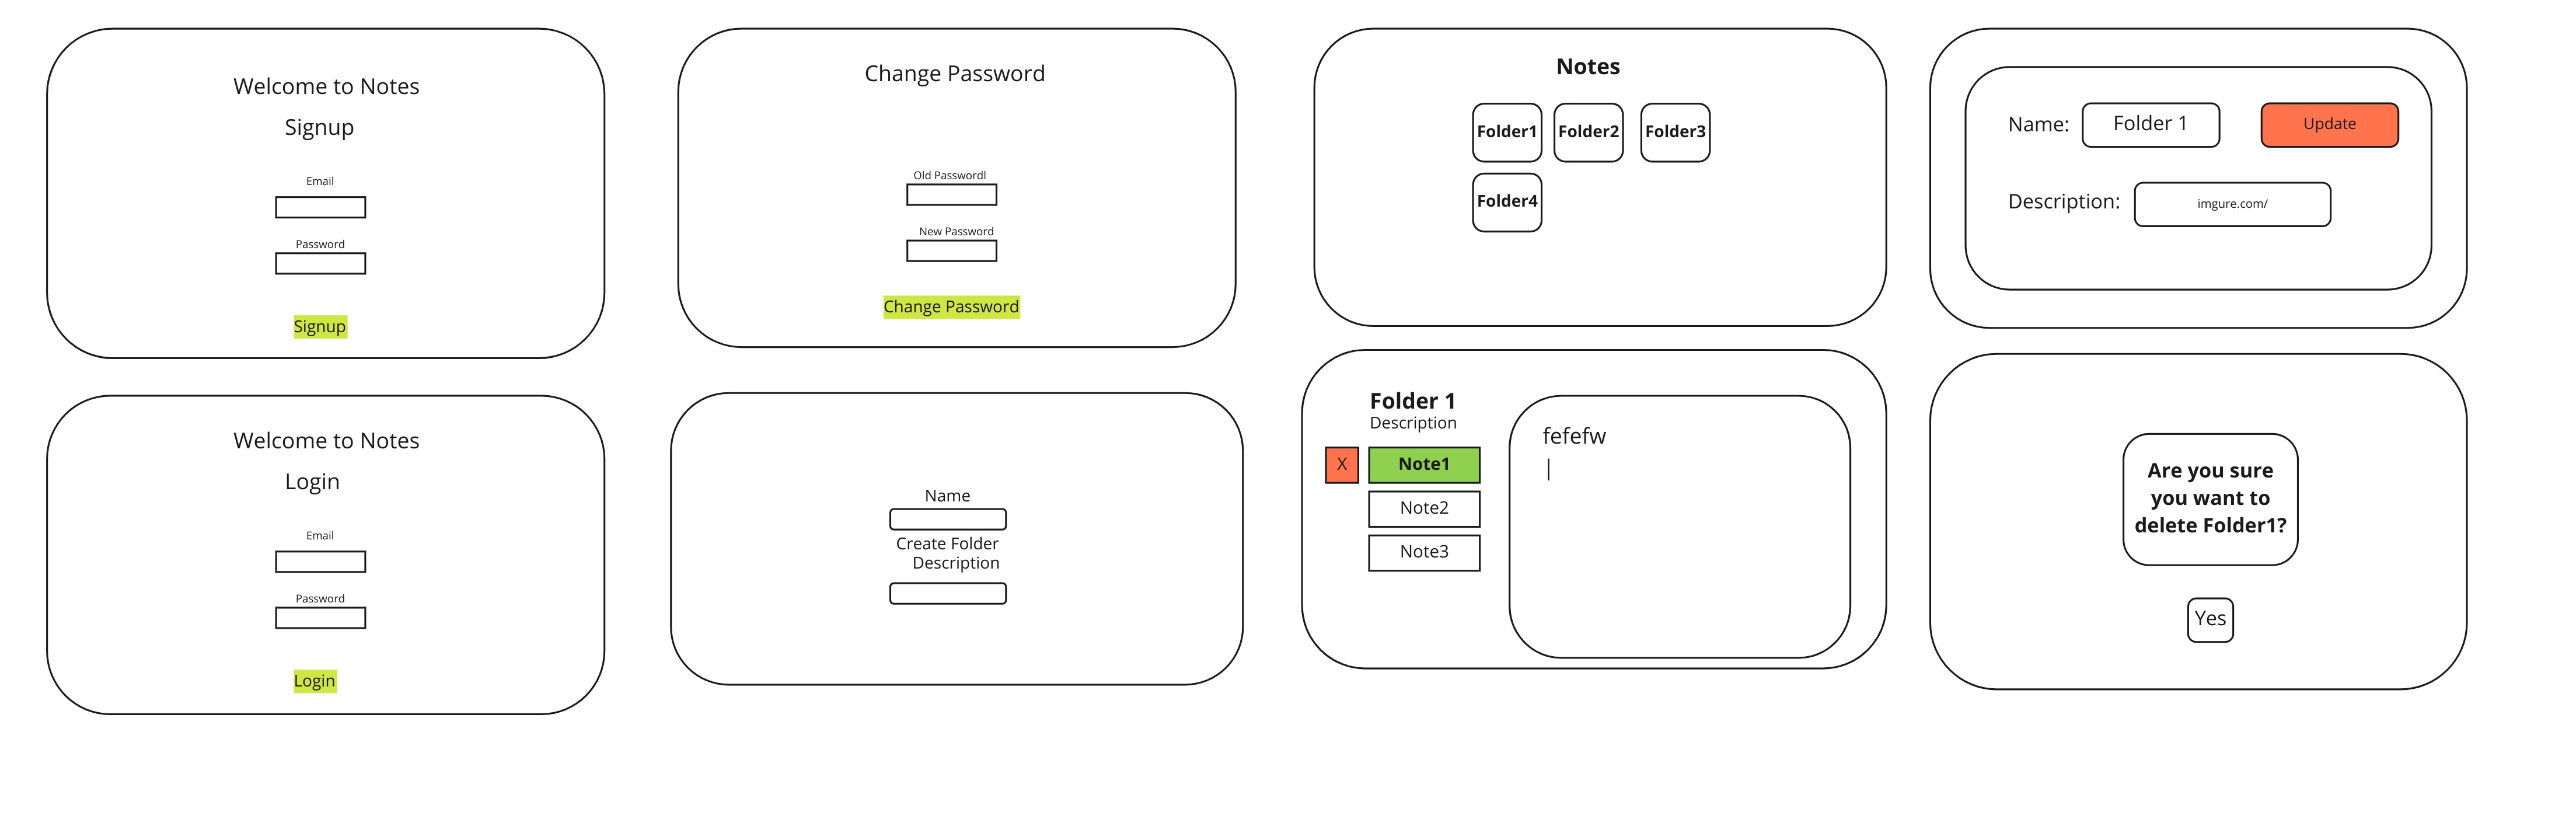 Welcome to Notes
Signup
Email
Password
Signup
Change Password
Old Passwordl
New Password
Change Password
Notes
Folder1
Folder2
Folder3
Folder4
Name:
Folder 1
Update
Description:
imgure.com/
Welcome to Notes
Login
Email
Password
Login
Name
Create Folder
Description
Folder 1
Description
X
Note1
Note2
Note3
fefefw
|
Are you sure
you want to
delete Folder1?
Yes